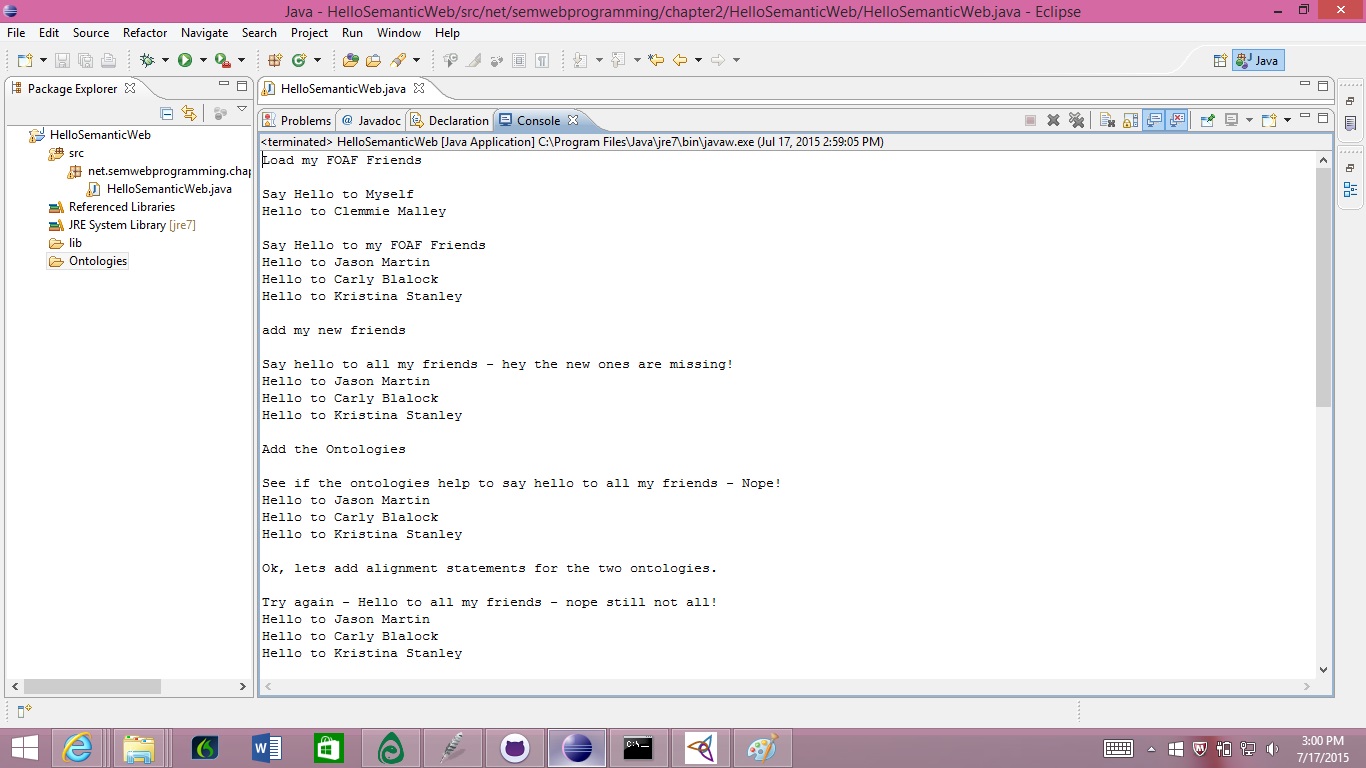 Java - HelloSemanticWeb/src/net/semwebprogramming/chapter2/HelloSemanticWeb/HelloSemanticWeb.java - Eclipse
File Edit Source Refactor Navigate Search Project Run Window Help
Java
Package Explorer
HelloSemanticWeb
src
net.semwebprogramming.chap
HelloSemanticWeb.java
Referenced Libraries
JRE System Library [jre7]
lib
Ontologies
HelloSemanticWeb.java
Problems @ Javadoc Declaration Console
<terminated> HelloSemanticWeb [Java Application] C:\Program Files\Java\jre7\bin\javaw.exe (Jul 17, 2015 2:59:05 PM)
Load my FOAF Friends
Say Hello to Myself
Hello to Clemmie Malley
Say Hello to my FOAF Friends
Hello to Jason Martin
Hello to Carly Blalock
Hello to Kristina Stanley
add my new friends
Say hello to all my friends - hey the new ones are missing!
Hello to Jason Martin
Hello to Carly Blalock
Hello to Kristina Stanley
Add the Ontologies
See if the ontologies help to say hello to all my friends - Nope!
Hello to Jason Martin
Hello to Carly Blalock
Hello to Kristina Stanley
Ok, lets add alignment statements for the two ontologies.
Try again - Hello to all my friends - nope still not all!
Hello to Jason Martin
Hello to Carly Blalock
Hello to Kristina Stanley
3:00 PM
7/17/2015